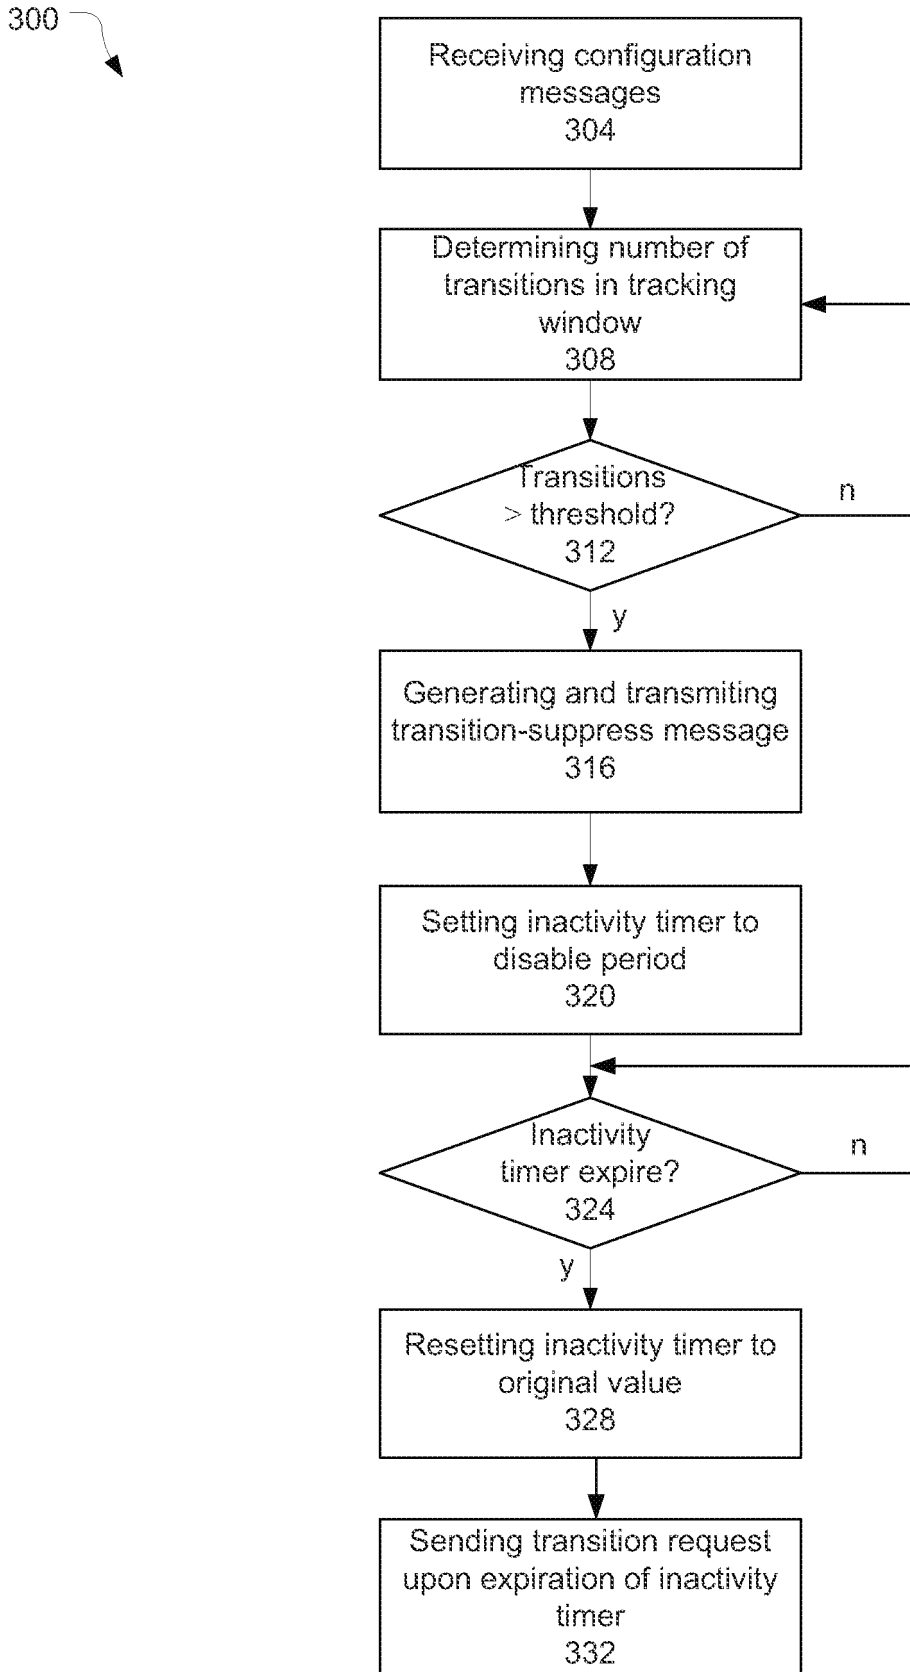 300
Receiving configuration
messages
304
Determining number of
transitions in tracking
window
308
Transitions
> threshold?
312
n
y
Generating and transmiting
transition-suppress message
316
Setting inactivity timer to
disable period
320
Inactivity
timer expire?
324
n
y
Resetting inactivity timer to
original value
328
Sending transition request
upon expiration of inactivity
timer
332